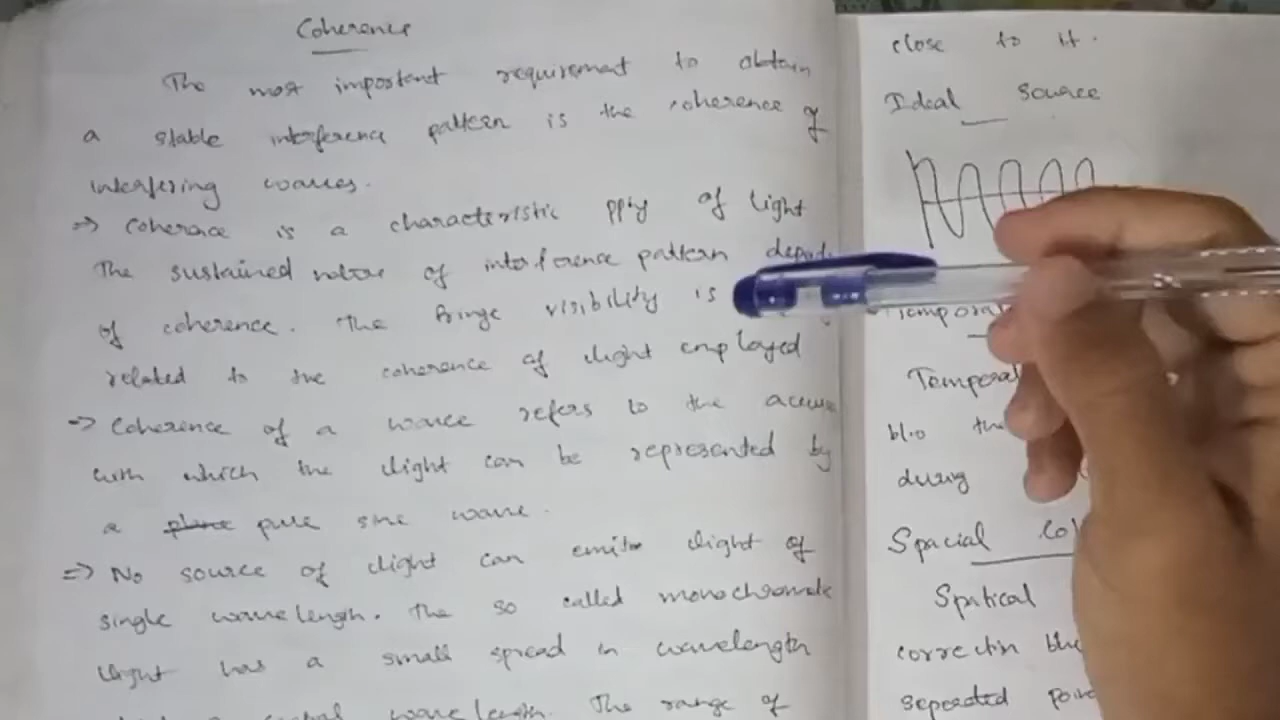 Coherence
The most important requirement to obtain
a stable interference pattern is the coherence of
interfering waves.
=> Coherence is a characteristic ppty of light
The sustained nature of interference pattern
of coherence. The fringe visibility is
related to the coherence of light employed
=> Coherence of a wave refers to the
with which the light can be represented by
a plane pure sine wave.
=> No source of light can emits light of
single wavelength. The so called monochromatic
light has a small spread in wavelength
wavelength. The range of
close to it.
Ideal source
Temporal
b/w the
during
Spacial
Spatical
seperated